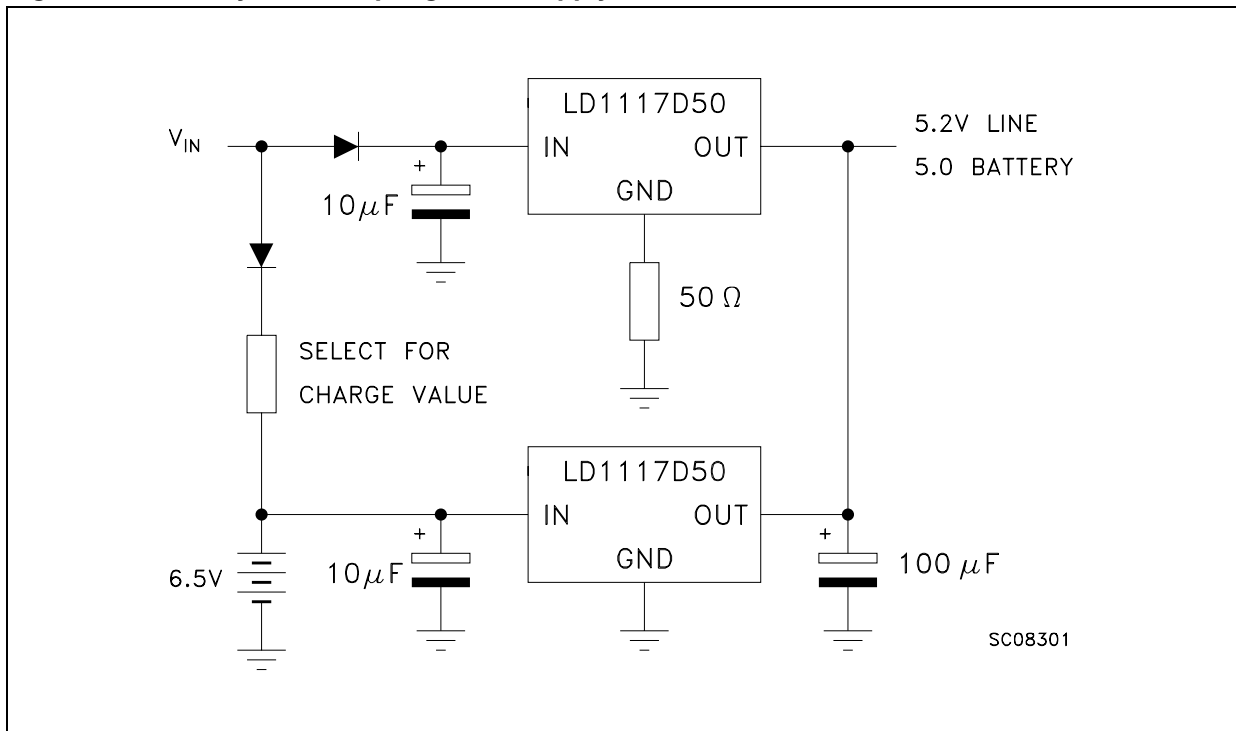 LD1117D50
V_IN
IN
OUT
GND
5.2V LINE
5.0 BATTERY
+
10μF
50 Ω
SELECT FOR
CHARGE VALUE
LD1117D50
IN
OUT
GND
6.5V
+
10μF
+
100 μF
SC08301